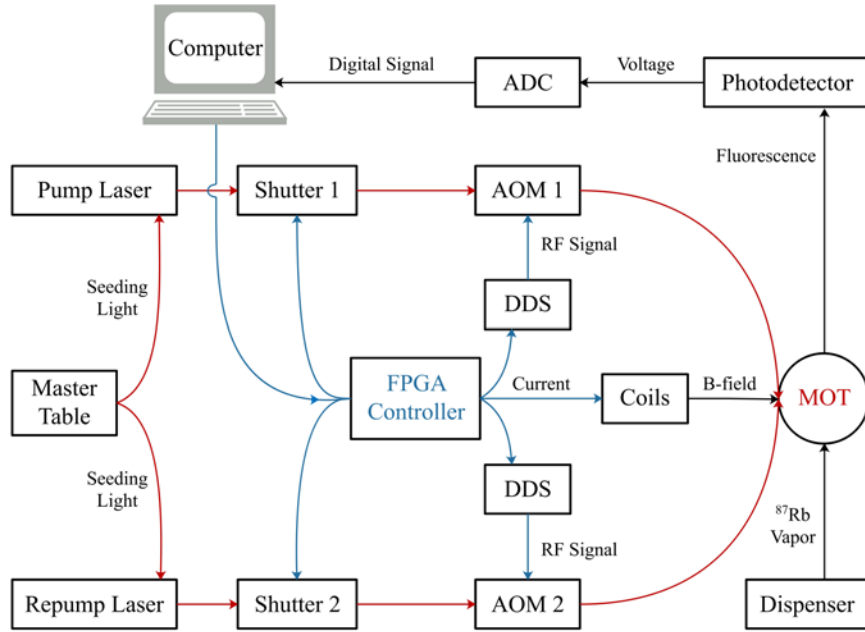 Computer
Digital Signal
ADC
Voltage
Photodetector
Fluorescence
Pump Laser
Shutter 1
AOM 1
RF Signal
Seeding
Light
DDS
Master
Table
FPGA
Controller
Current
Coils
B-field
MOT
Seeding
Light
DDS
RF Signal
⁸⁷Rb
Vapor
Repump Laser
Shutter 2
AOM 2
Dispenser